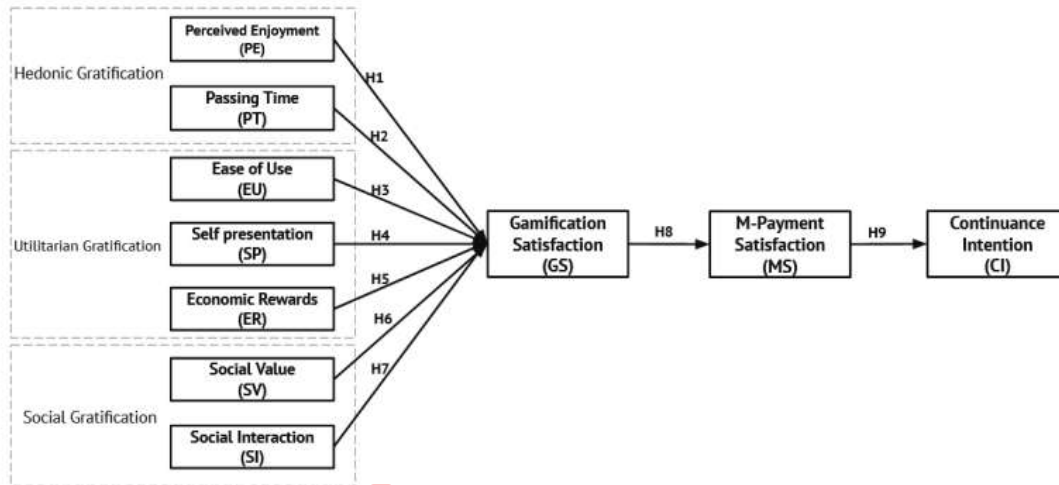 Perceived Enjoyment
(PE)
Hedonic Gratification
H1
Passing Time
(PT)
H2
Ease of Use
(EU)
H3
Utilitarian Gratification
Self presentation
(SP)
H4
Economic Rewards
(ER)
H5
Social Value
(SV)
H6
Social Gratification
Social Interaction
(SI)
H7
Gamification
Satisfaction
(GS)
H8
M-Payment
Satisfaction
(MS)
H9
Continuance
Intention
(CI)